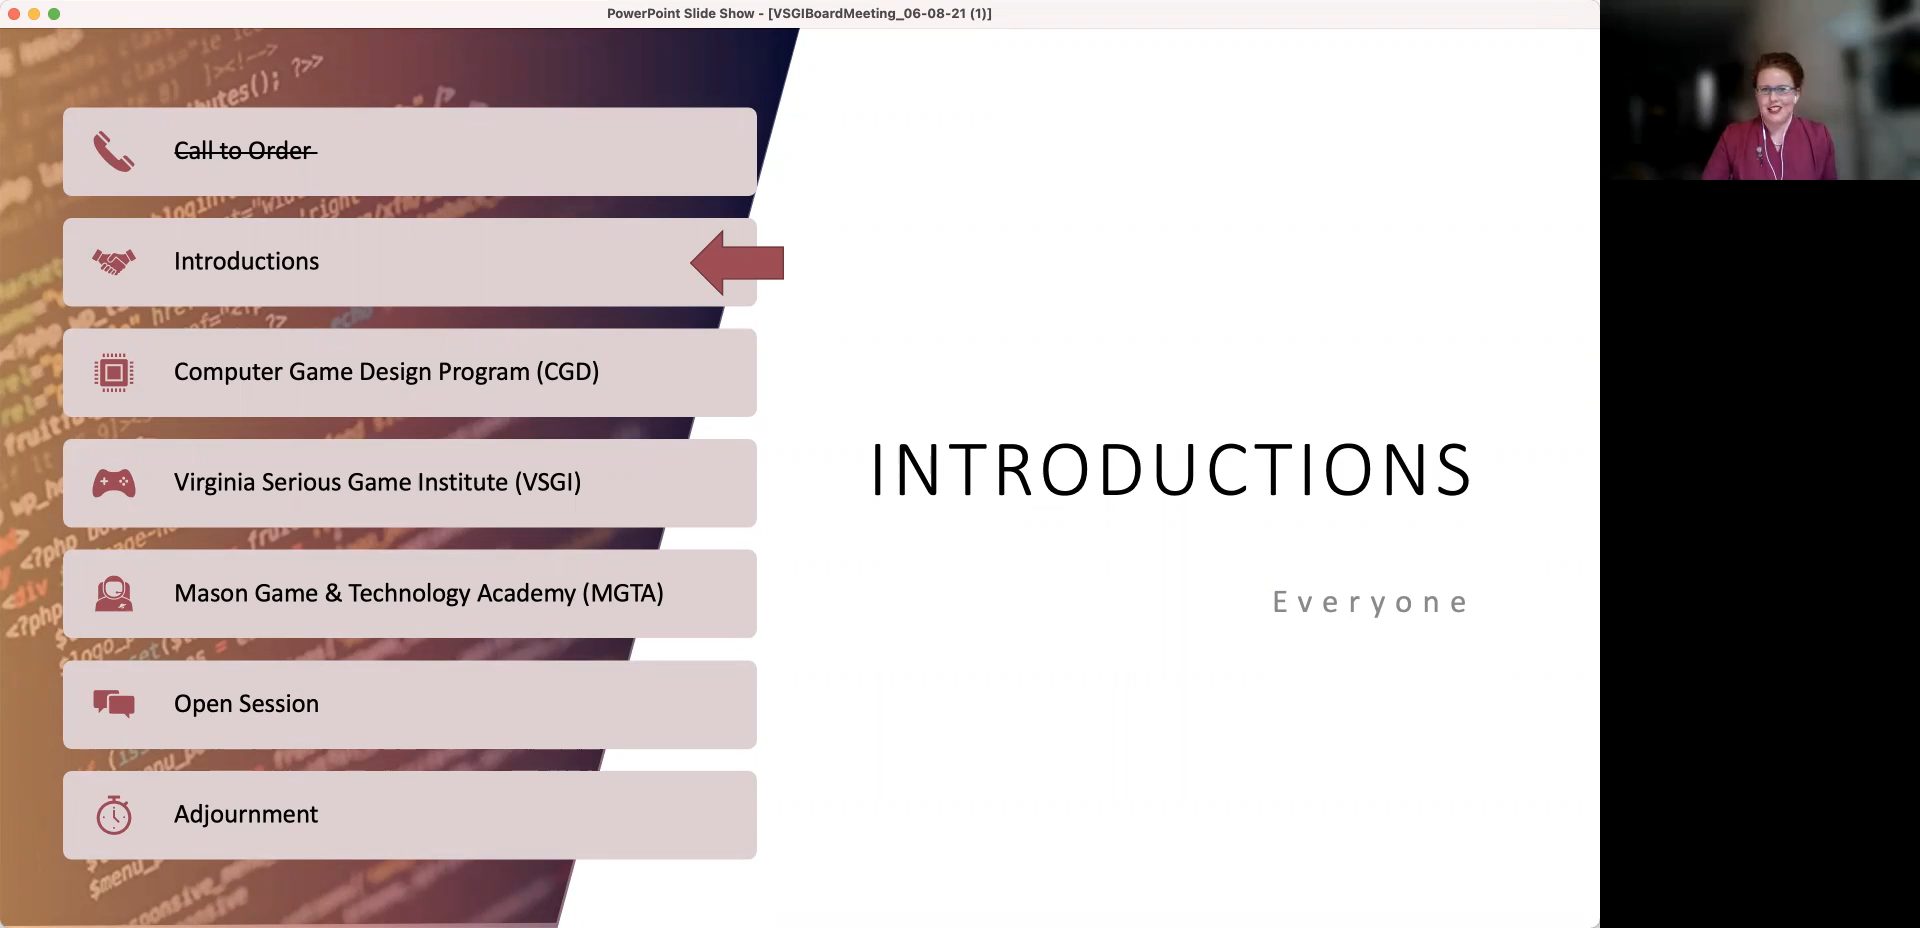 PowerPoint Slide Show - [VSGIBoardMeeting_06-08-21 (1)]
Call to Order
Introductions
Computer Game Design Program (CGD)
Virginia Serious Game Institute (VSGI)
Mason Game & Technology Academy (MGTA)
Open Session
Adjournment
INTRODUCTIONS
Everyone